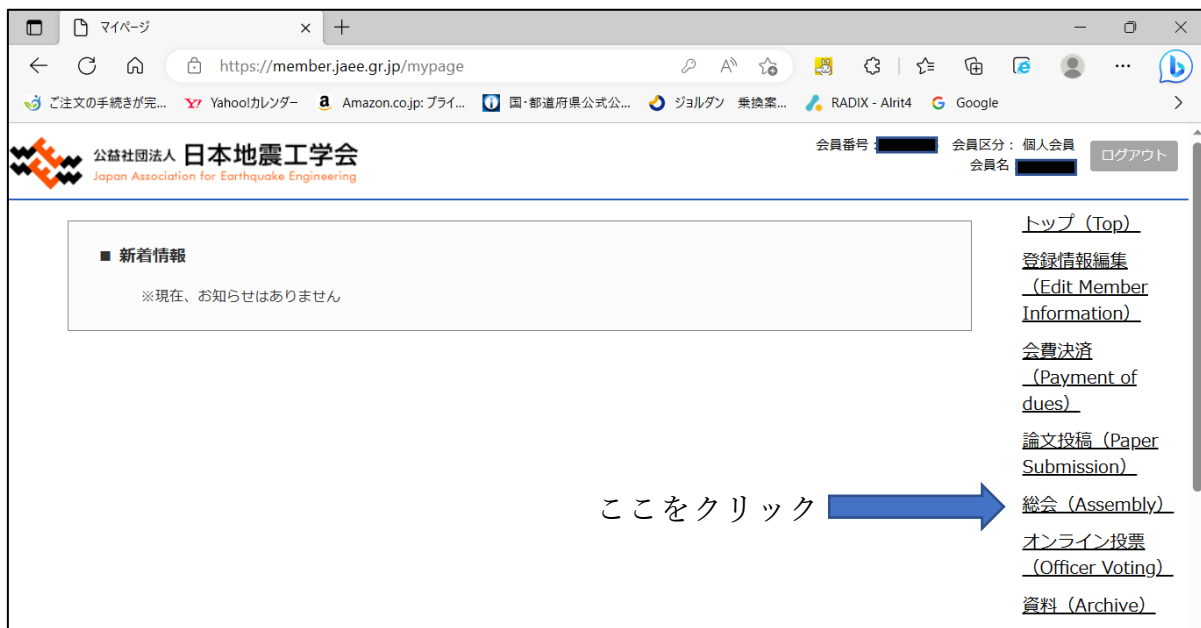 マイページ
https://member.jaee.gr.jp/mypage
ご注文の手続きが完...
Yahoo!カレンダー
Amazon.co.jp: プライ...
国・都道府県公式公...
ジョルダン 乗換案...
RADIX - Alrit4
Google
公益社団法人 日本地震工学会
Japan Association for Earthquake Engineering
会員番号:
会員区分: 個人会員
会員名
ログアウト
■ 新着情報
※現在、お知らせはありません
トップ(Top)
登録情報編集
(Edit Member
Information)
会費決済
(Payment of
dues)
論文投稿(Paper
Submission)
ここをクリック
総会(Assembly)
オンライン投票
(Officer Voting)
資料(Archive)